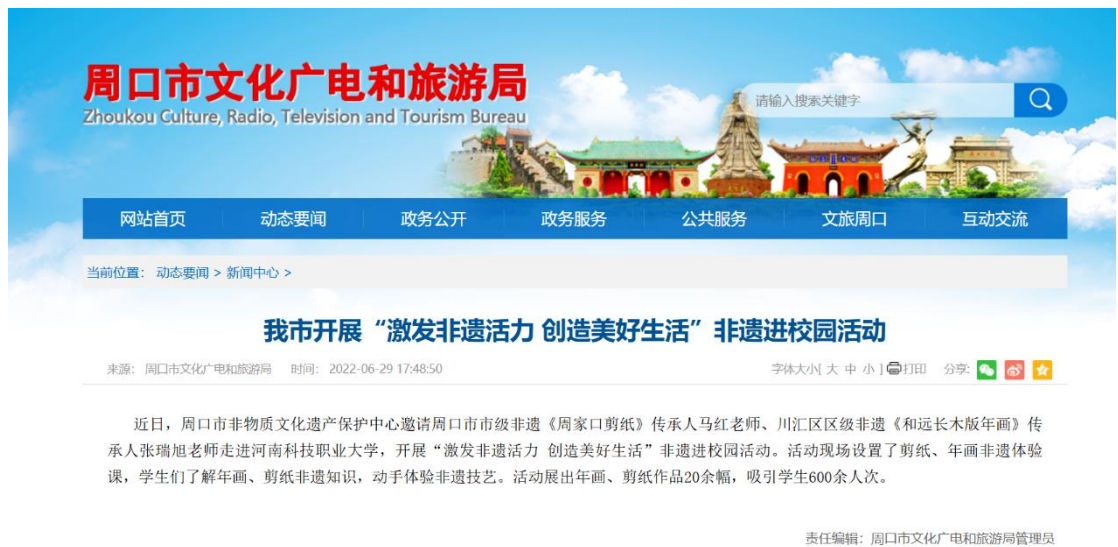 周口市文化广电和旅游局
Zhoukou Culture, Radio, Television and Tourism Bureau
请输入搜索关键字
网站首页 动态要闻 政务公开 政务服务 公共服务 文旅周口 互动交流
当前位置: 动态要闻 > 新闻中心 >
我市开展“激发非遗活力 创造美好生活”非遗进校园活动
来源: 周口市文化广电和旅游局 时间: 2022-06-29 17:48:50 字体大小[ 大 中 小 ] 打印 分享:
近日,周口市非物质文化遗产保护中心邀请周口市市级非遗《周家口剪纸》传承人马红老师、川汇区区级非遗《和远长木版年画》传
承人张瑞旭老师走进河南科技职业大学,开展“激发非遗活力 创造美好生活”非遗进校园活动。活动现场设置了剪纸、年画非遗体验
课,学生们了解年画、剪纸非遗知识,动手体验非遗技艺。活动展出年画、剪纸作品20余幅,吸引学生600余人次。
责任编辑: 周口市文化广电和旅游局管理员